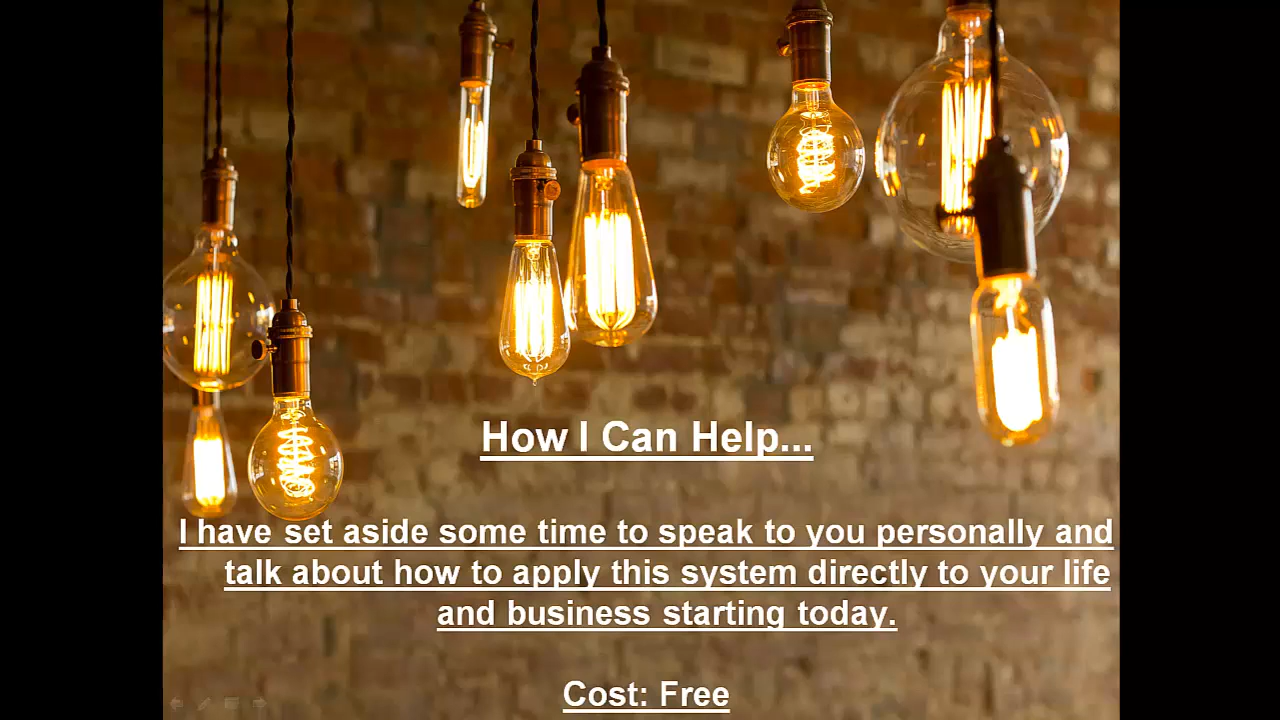 How I Can Help...
I have set aside some time to speak to you personally and
talk about how to apply this system directly to your life
and business starting today.
Cost: Free